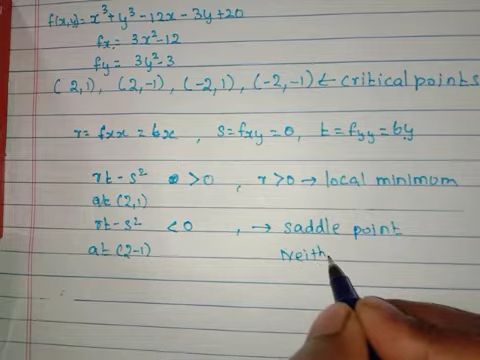 f(x,y) = x³+y³-12x-3y+20
fx = 3x²-12
fy = 3y²-3
(2,1), (2,-1), (-2,1), (-2,-1) ← critical points
r = fxx = 6x , s = fxy = 0 , t = fyy = 6y
rt-s² >0 , r>0 → local minimum
at (2,1)
rt-s² <0 , → saddle point
at (2-1) Neith